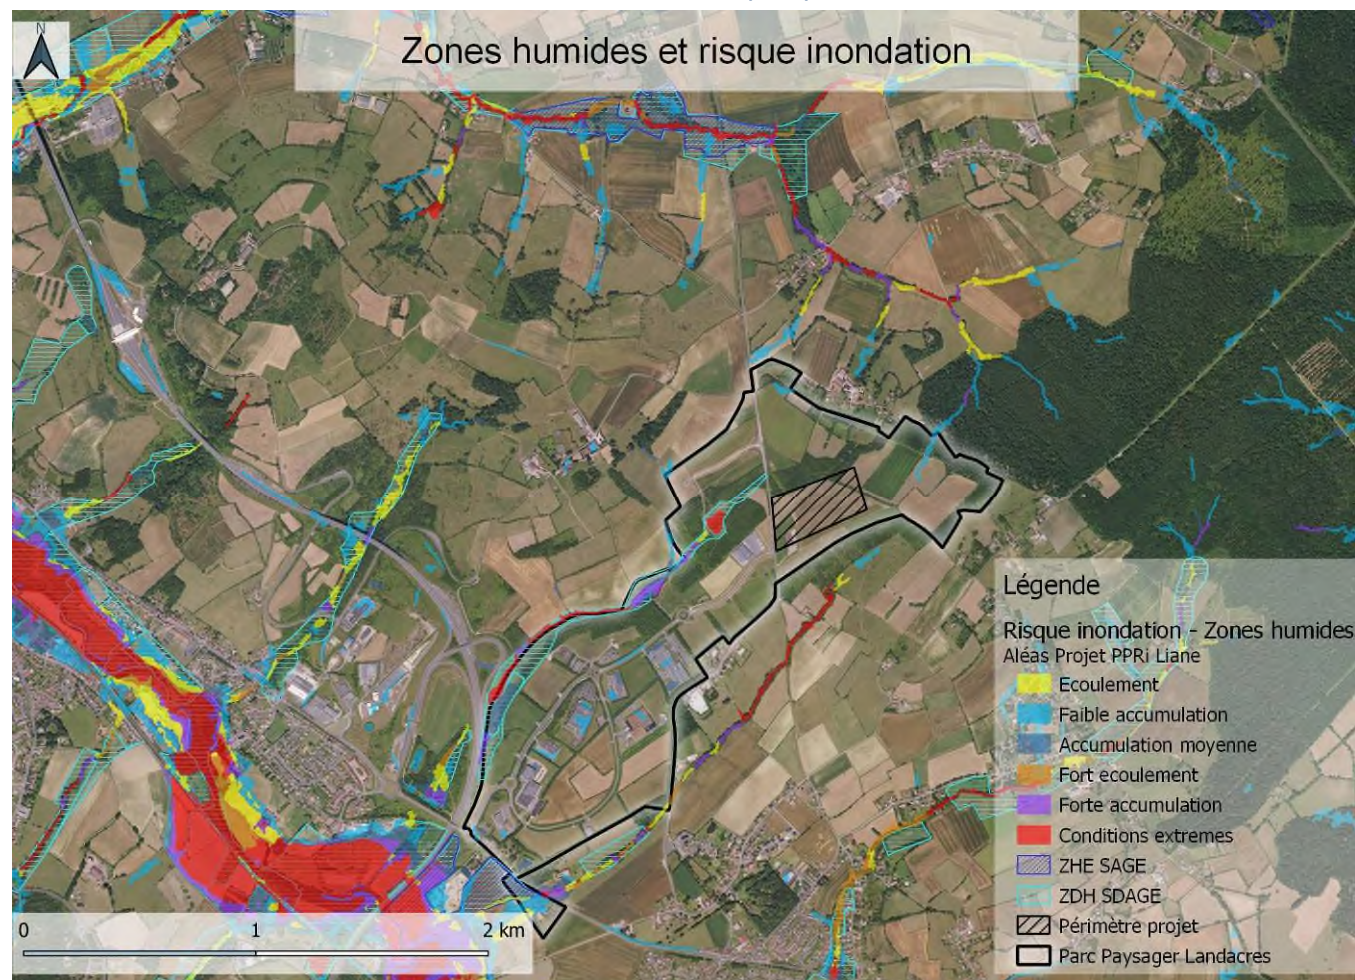 Zones humides et risque inondation
N
Légende
Risque inondation - Zones humides
Aléas Projet PPRi Liane
Ecoulement
Faible accumulation
Accumulation moyenne
Fort ecoulement
Forte accumulation
Conditions extremes
ZHE SAGE
ZDH SDAGE
Périmètre projet
Parc Paysager Landacres
0 1 2 km